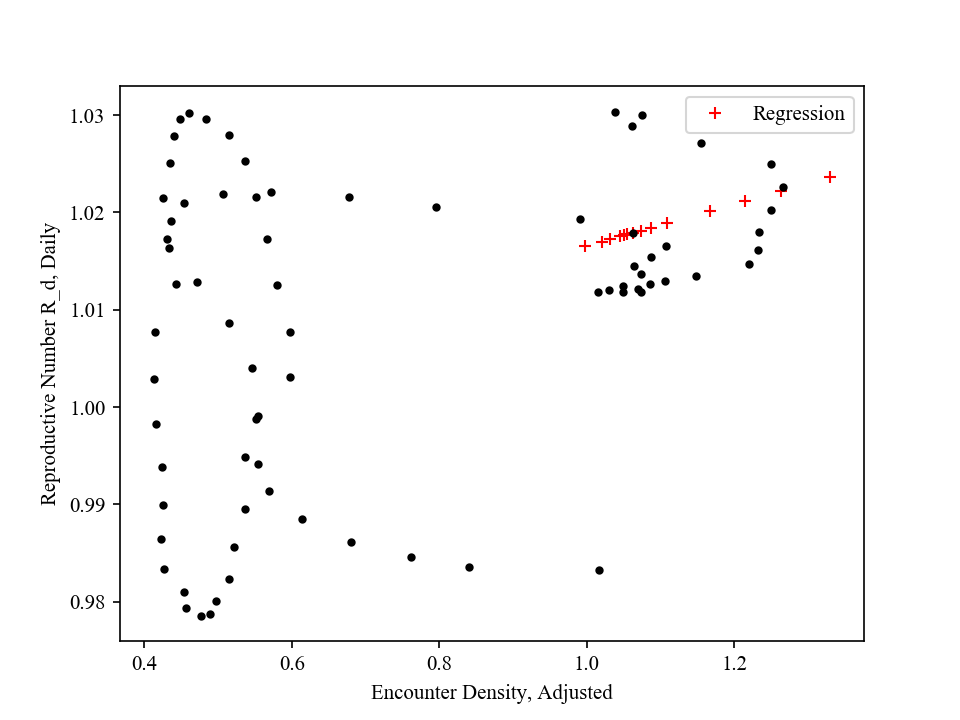 Reproductive Number R_d, Daily
1.03
1.02
1.01
1.00
0.99
0.98
Regression
0.4 0.6 0.8 1.0 1.2
Encounter Density, Adjusted